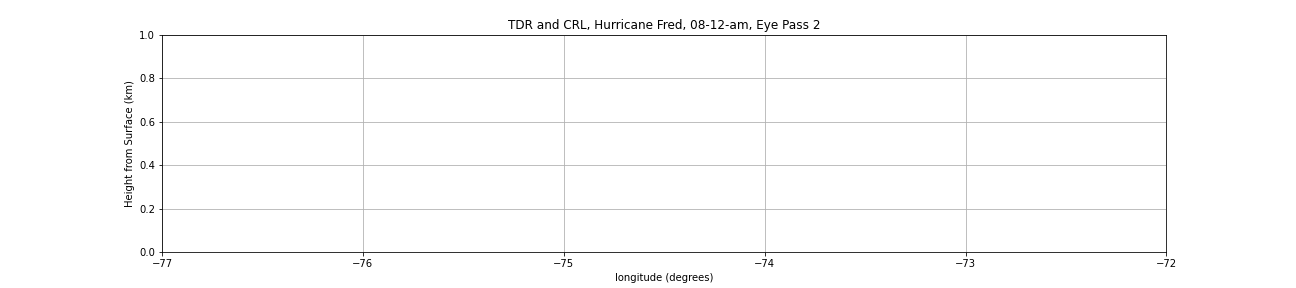 TDR and CRL, Hurricane Fred, 08-12-am, Eye Pass 2
1.0
0.8
0.6
0.4
0.2
0.0
Height from Surface (km)
−77 −76 −75 −74 −73 −72
longitude (degrees)